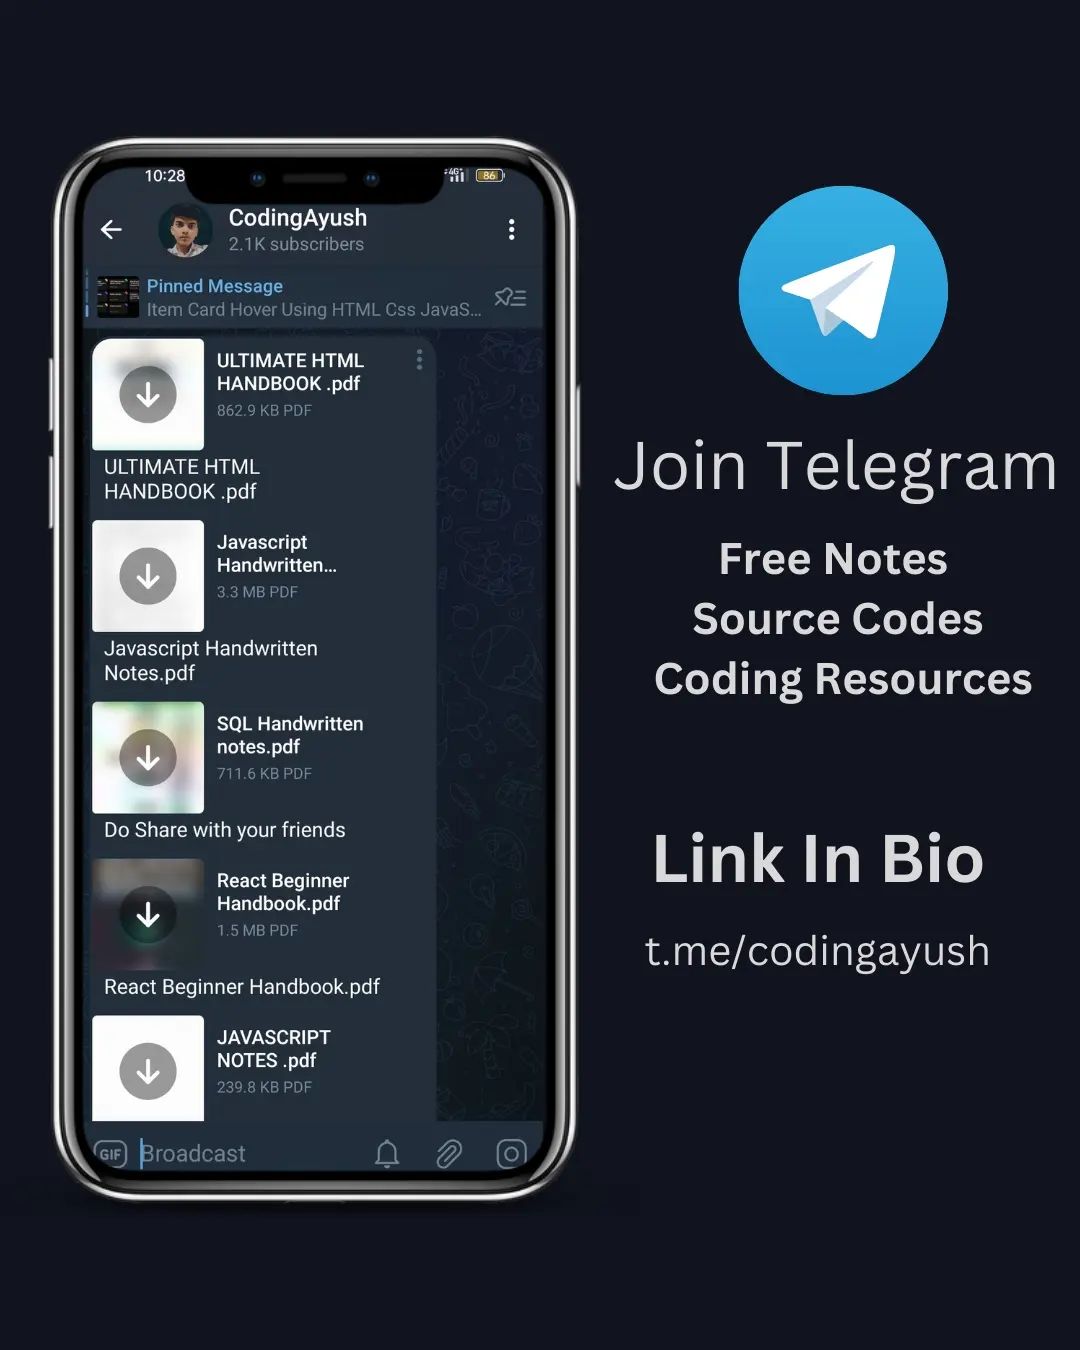 10:28
4G+
86
CodingAyush
2.1K subscribers
Pinned Message
Item Card Hover Using HTML Css JavaS...
ULTIMATE HTML
HANDBOOK .pdf
862.9 KB PDF
ULTIMATE HTML
HANDBOOK .pdf
Javascript
Handwritten...
3.3 MB PDF
Javascript Handwritten
Notes.pdf
SQL Handwritten
notes.pdf
711.6 KB PDF
Do Share with your friends
React Beginner
Handbook.pdf
1.5 MB PDF
React Beginner Handbook.pdf
JAVASCRIPT
NOTES .pdf
239.8 KB PDF
GIF
Broadcast
Join Telegram
Free Notes
Source Codes
Coding Resources
Link In Bio
t.me/codingayush